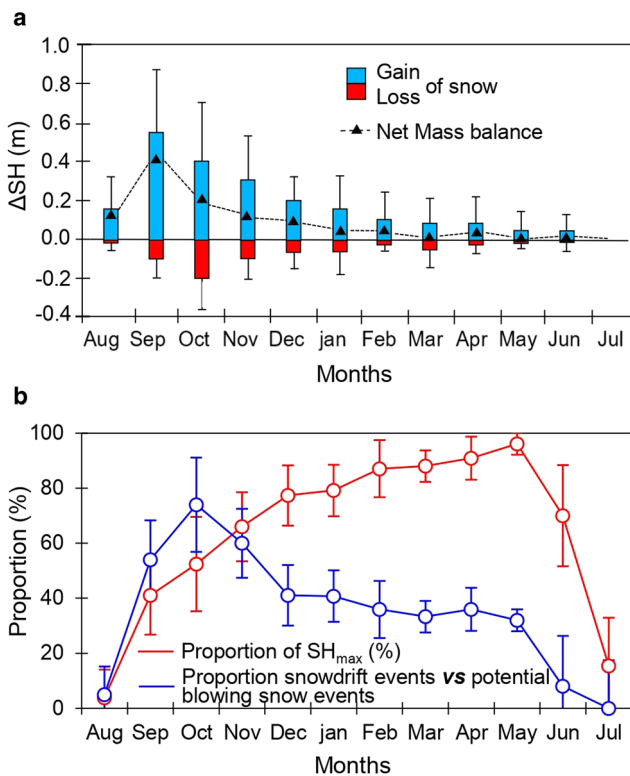 a
1.0
0.8
0.6
0.4
0.2
0.0
-0.2
-0.4
ΔSH (m)
Gain
Loss
of snow
Net Mass balance
Aug Sep Oct Nov Dec jan Feb Mar Apr May Jun Jul
Months
b
100
80
60
40
20
0
Proportion (%)
Proportion of SHmax (%)
Proportion snowdrift events vs potential
blowing snow events
Aug Sep Oct Nov Dec jan Feb Mar Apr May Jun Jul
Months